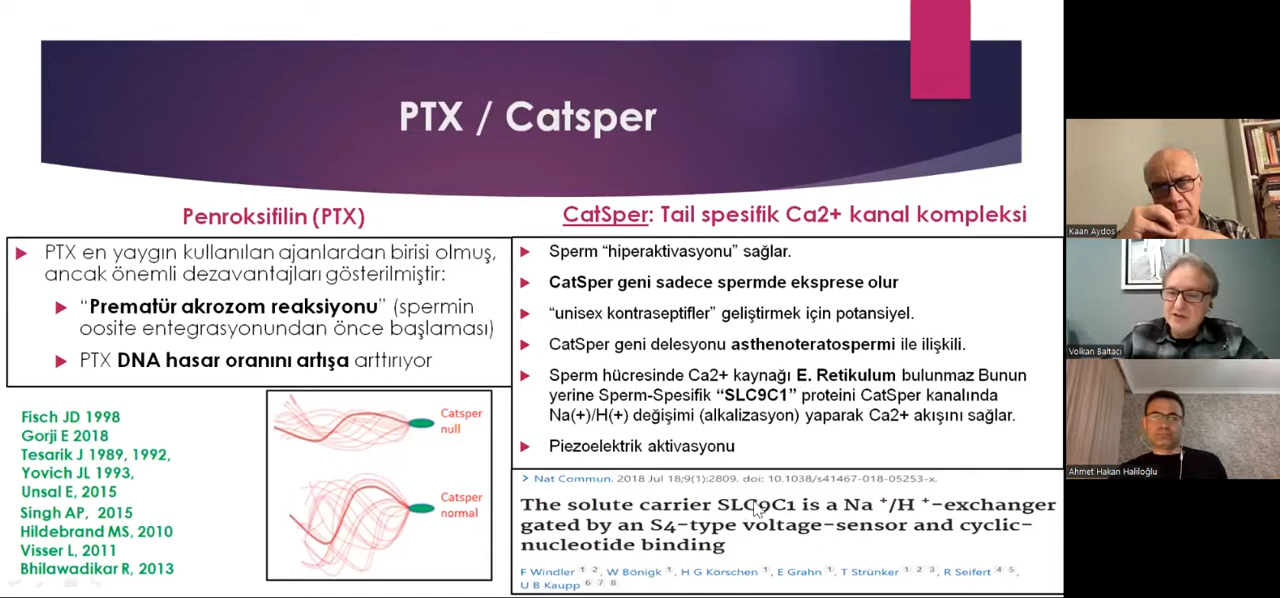 PTX / Catsper
Penroksifilin (PTX)
PTX en yaygın kullanılan ajanlardan birisi olmuş,
ancak önemli dezavantajları gösterilmiştir:
“Prematür akrozom reaksiyonu” (spermin
oosite entegrasyonundan önce başlaması)
PTX DNA hasar oranını artışa arttırıyor
Fisch JD 1998
Gorji E 2018
Tesarik J 1989, 1992,
Yovich JL 1993,
Unsal E, 2015
Singh AP, 2015
Hildebrand MS, 2010
Visser L, 2011
Bhilawadikar R, 2013
Catsper
null
Catsper
normal
CatSper: Tail spesifik Ca2+ kanal kompleksi
Sperm “hiperaktivasyonu” sağlar.
CatSper geni sadece spermde eksprese olur
“unisex kontraseptifler” geliştirmek için potansiyel.
CatSper geni delesyonu asthenoteratospermi ile ilişkili.
Sperm hücresinde Ca2+ kaynağı E. Retikulum bulunmaz Bunun
yerine Sperm-Spesifik “SLC9C1” proteini CatSper kanalında
Na(+)/H(+) değişimi (alkalizasyon) yaparak Ca2+ akışını sağlar.
Piezoelektrik aktivasyonu
> Nat Commun. 2018 Jul 18;9(1):2809. doi: 10.1038/s41467-018-05253-x.
The solute carrier SLC9C1 is a Na +/H +-exchanger
gated by an S4-type voltage-sensor and cyclic-
nucleotide binding
F Windler 1 2, W Bönigk 1, H G Körschen 1, E Grahn 1, T Strünker 1 2 3, R Seifert 4 5,
U B Kaupp 6 7 8
Kaan Aydos
Volkan Baltacı
Ahmet Hakan Haliloğlu